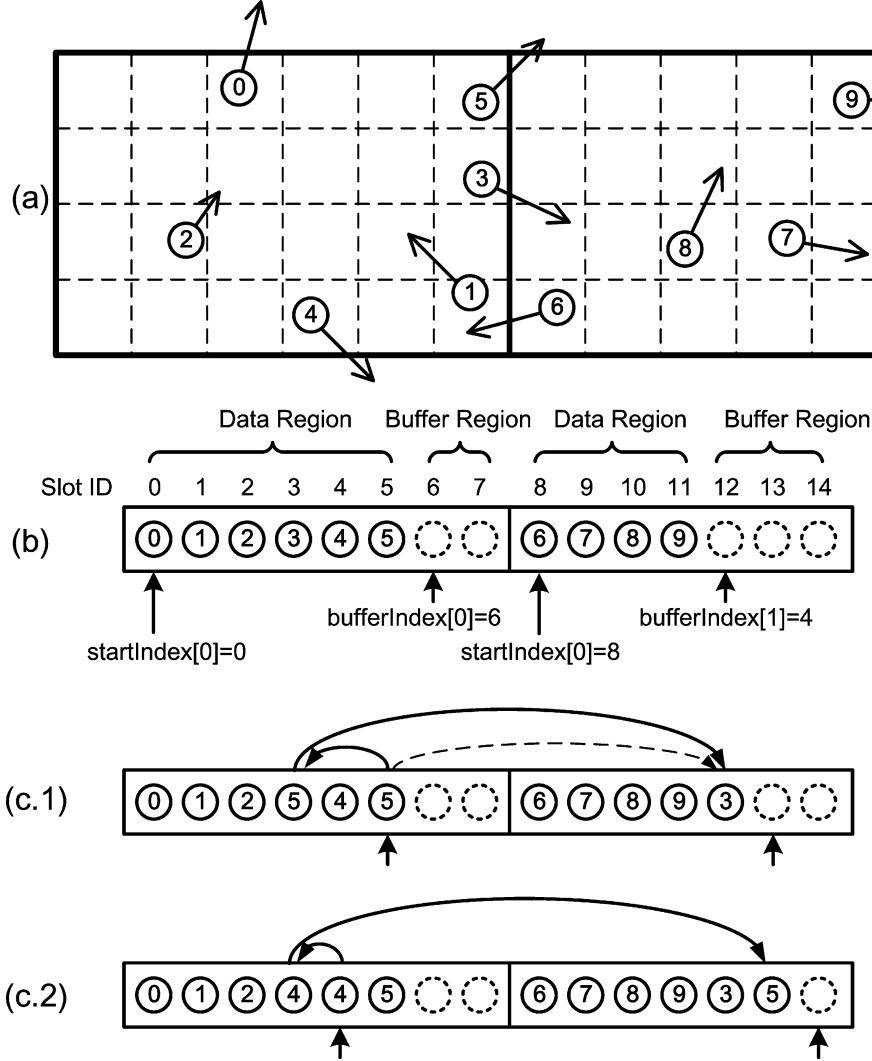 0
5
9
3
(a)
2
8
7
1
4
6
Data Region Buffer Region Data Region Buffer Region
Slot ID 0 1 2 3 4 5 6 7 8 9 10 11 12 13 14
(b) 0 1 2 3 4 5 6 7 8 9
bufferIndex[0]=6 bufferIndex[1]=4
startIndex[0]=0 startIndex[0]=8
(c.1) 0 1 2 5 4 5 6 7 8 9 3
(c.2) 0 1 2 4 4 5 6 7 8 9 3 5